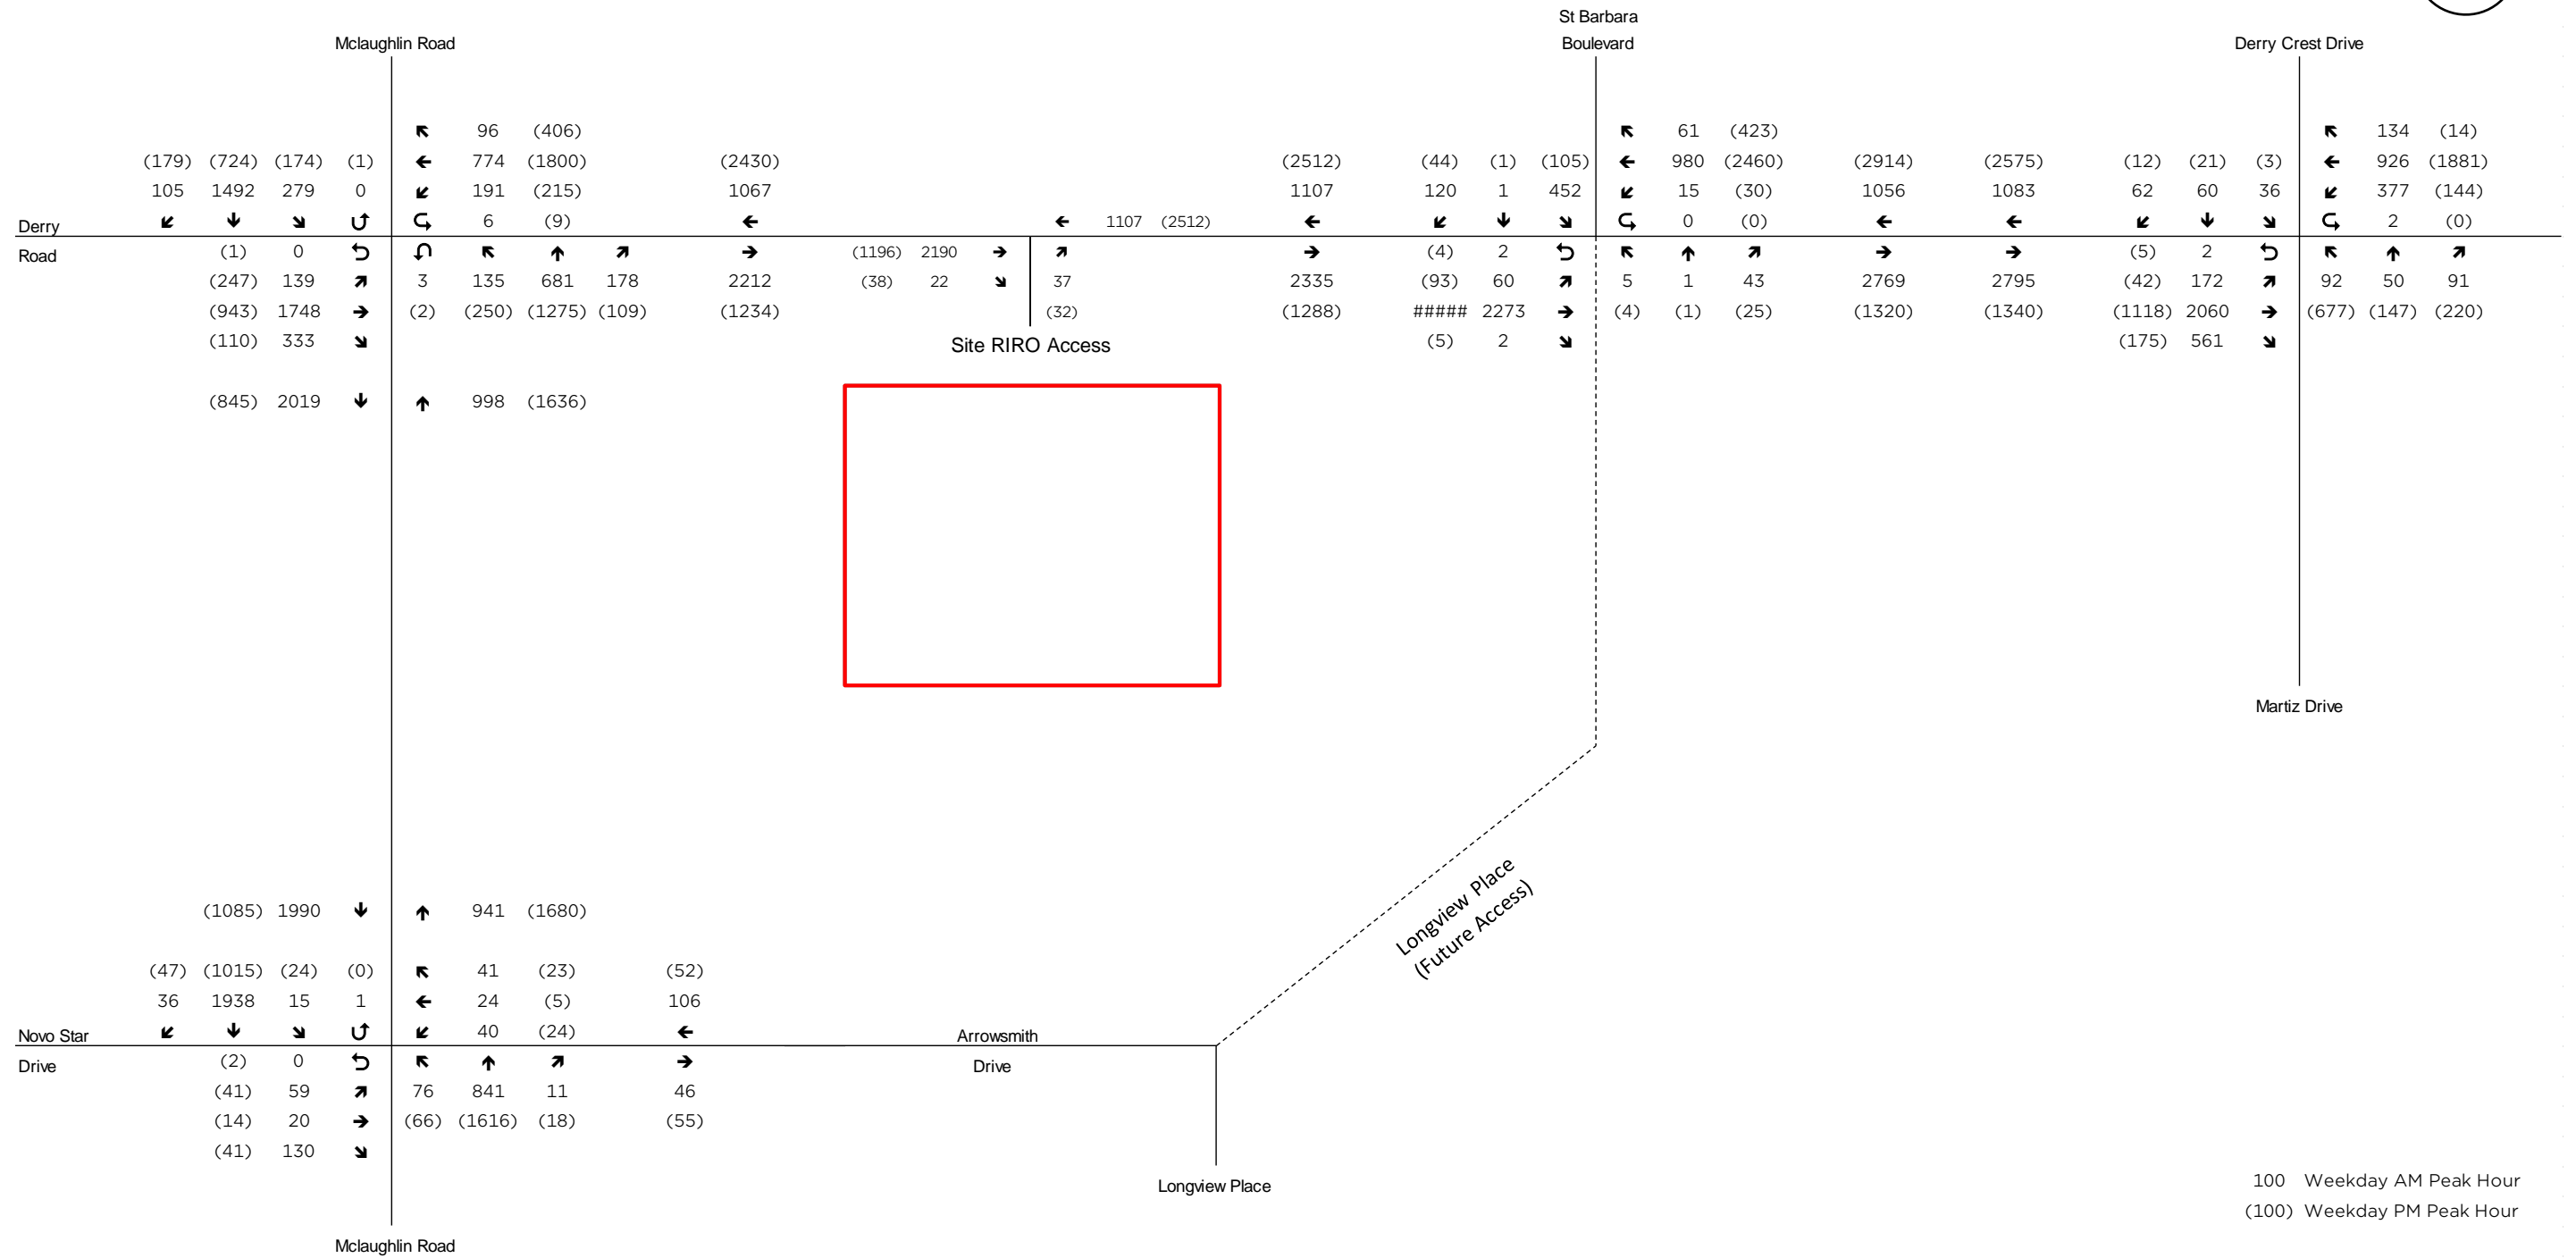 St Barbara
Mclaughlin Road Boulevard Derry Crest Drive
96 (406) 61 (423) 134 (14)
(179) (724) (174) (1) 774 (1800) (2430) (2512) (44) (1) (105) 980 (2460) (2914) (2575) (12) (21) (3) 926 (1881)
105 1492 279 0 191 (215) 1067 1107 120 1 452 15 (30) 1056 1083 62 60 36 377 (144)
Derry 6 (9) 1107 (2512) 0 (0) 2 (0)
Road (1) 0 (1196) 2190 (4) 2 (5) 2
(247) 139 3 135 681 178 2212 (38) 22 37 2335 (93) 60 5 1 43 2769 2795 (42) 172 92 50 91
(943) 1748 (2) (250) (1275) (109) (1234) (32) (1288) ##### 2273 (4) (1) (25) (1320) (1340) (1118) 2060 (677) (147) (220)
(110) 333 Site RIRO Access (5) 2 (175) 561
(845) 2019 998 (1636)
Martiz Drive
Longview Place
(Future Access)
(1085) 1990 941 (1680)
(47) (1015) (24) (0) 41 (23) (52)
36 1938 15 1 24 (5) 106
Novo Star 40 (24) Arrowsmith
Drive (2) 0 Drive
(41) 59 76 841 11 46
(14) 20 (66) (1616) (18) (55)
(41) 130
Longview Place
100 Weekday AM Peak Hour
(100) Weekday PM Peak Hour
Mclaughlin Road